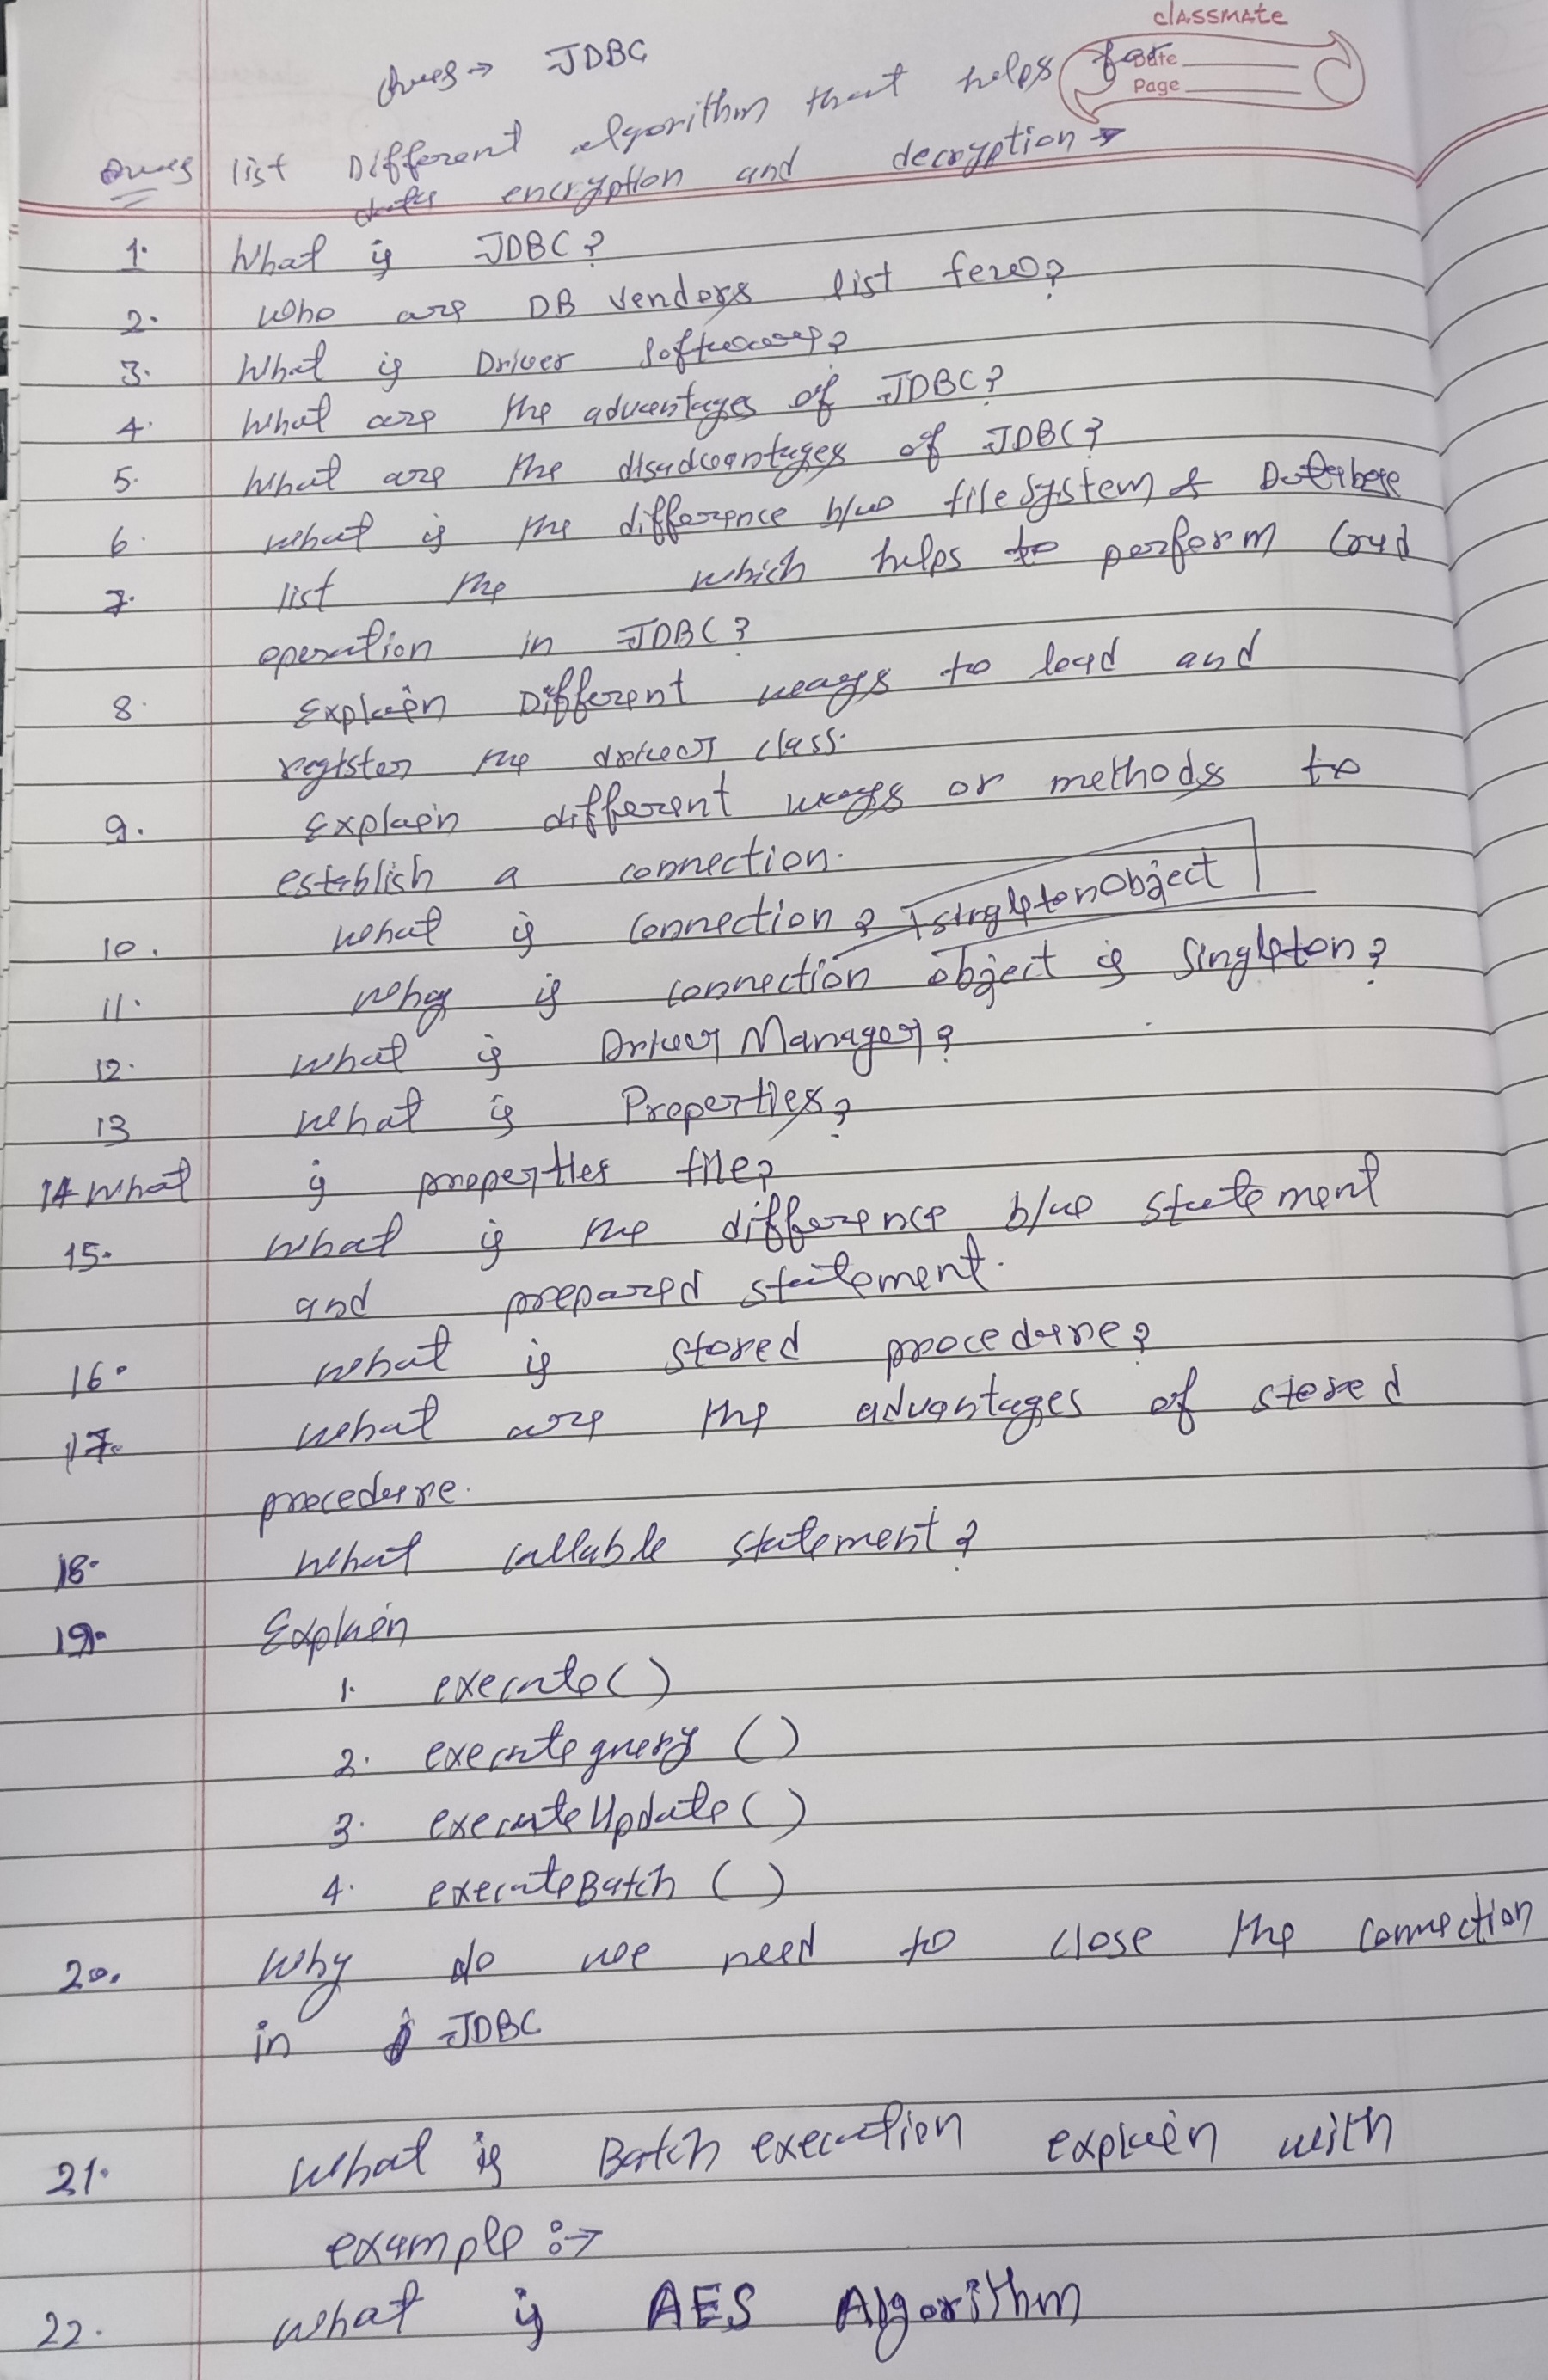 classmate
Date
Page
Ques → JDBC
Ques list Different algorithm that helps for
data encryption and decryption →
1. What is JDBC?
2. Who are DB vendors list few?
3. What is Driver Software?
4. What are the advantages of JDBC?
5. What are the disadvantages of JDBC?
6. what is the difference b/w file System & Database
7. list the which helps to perform Crud
operation in JDBC?
8. Explain Different ways to load and
register the driver class.
9. Explain different ways or methods to
establish a connection.
10. what is connection? singletonObject
11. why is connection object is Singleton?
12. what is Driver Manager?
13 what is Properties?
14 what is properties file?
15. what is the difference b/w statement
and prepared statement.
16. what is stored procedure?
17. what are the advantages of stored
procedure.
18. what callable statement?
19. Explain
1. execute()
2. executequery ()
3. executeUpdate()
4. executeBatch ()
20. Why do we need to close the connection
in JDBC
21. what is Batch execution explain with
example :→
22. what is AES Algorithm